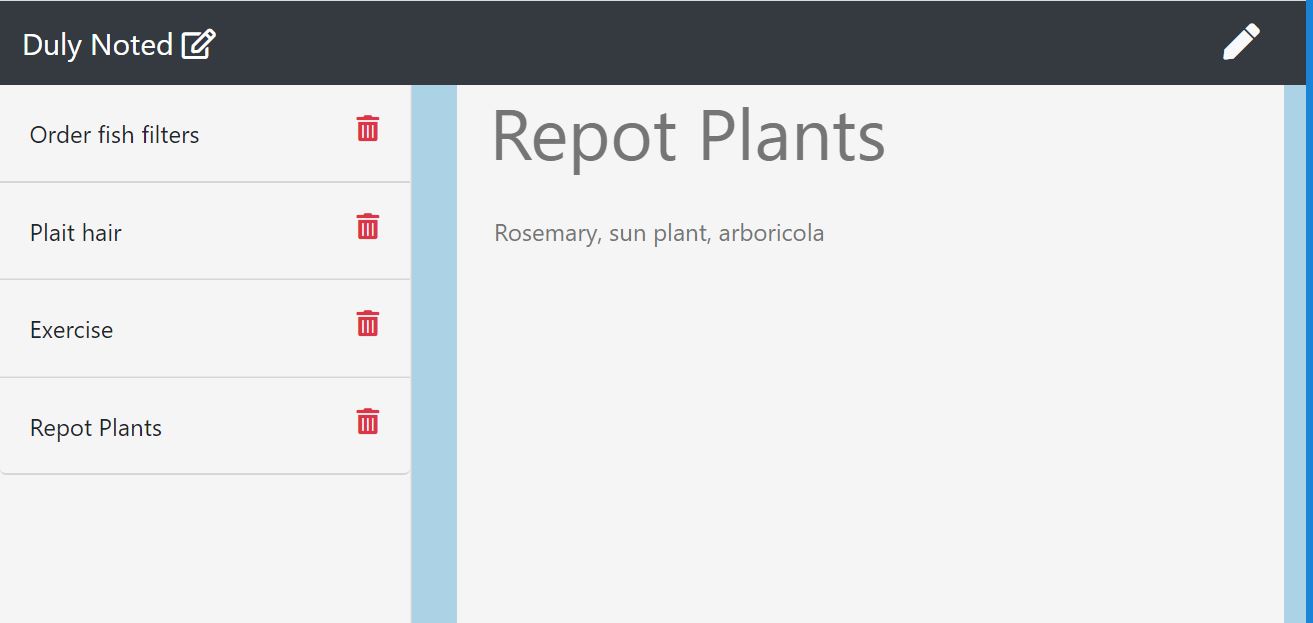 Duly Noted
Order fish filters
Plait hair
Exercise
Repot Plants
Repot Plants
Rosemary, sun plant, arboricola